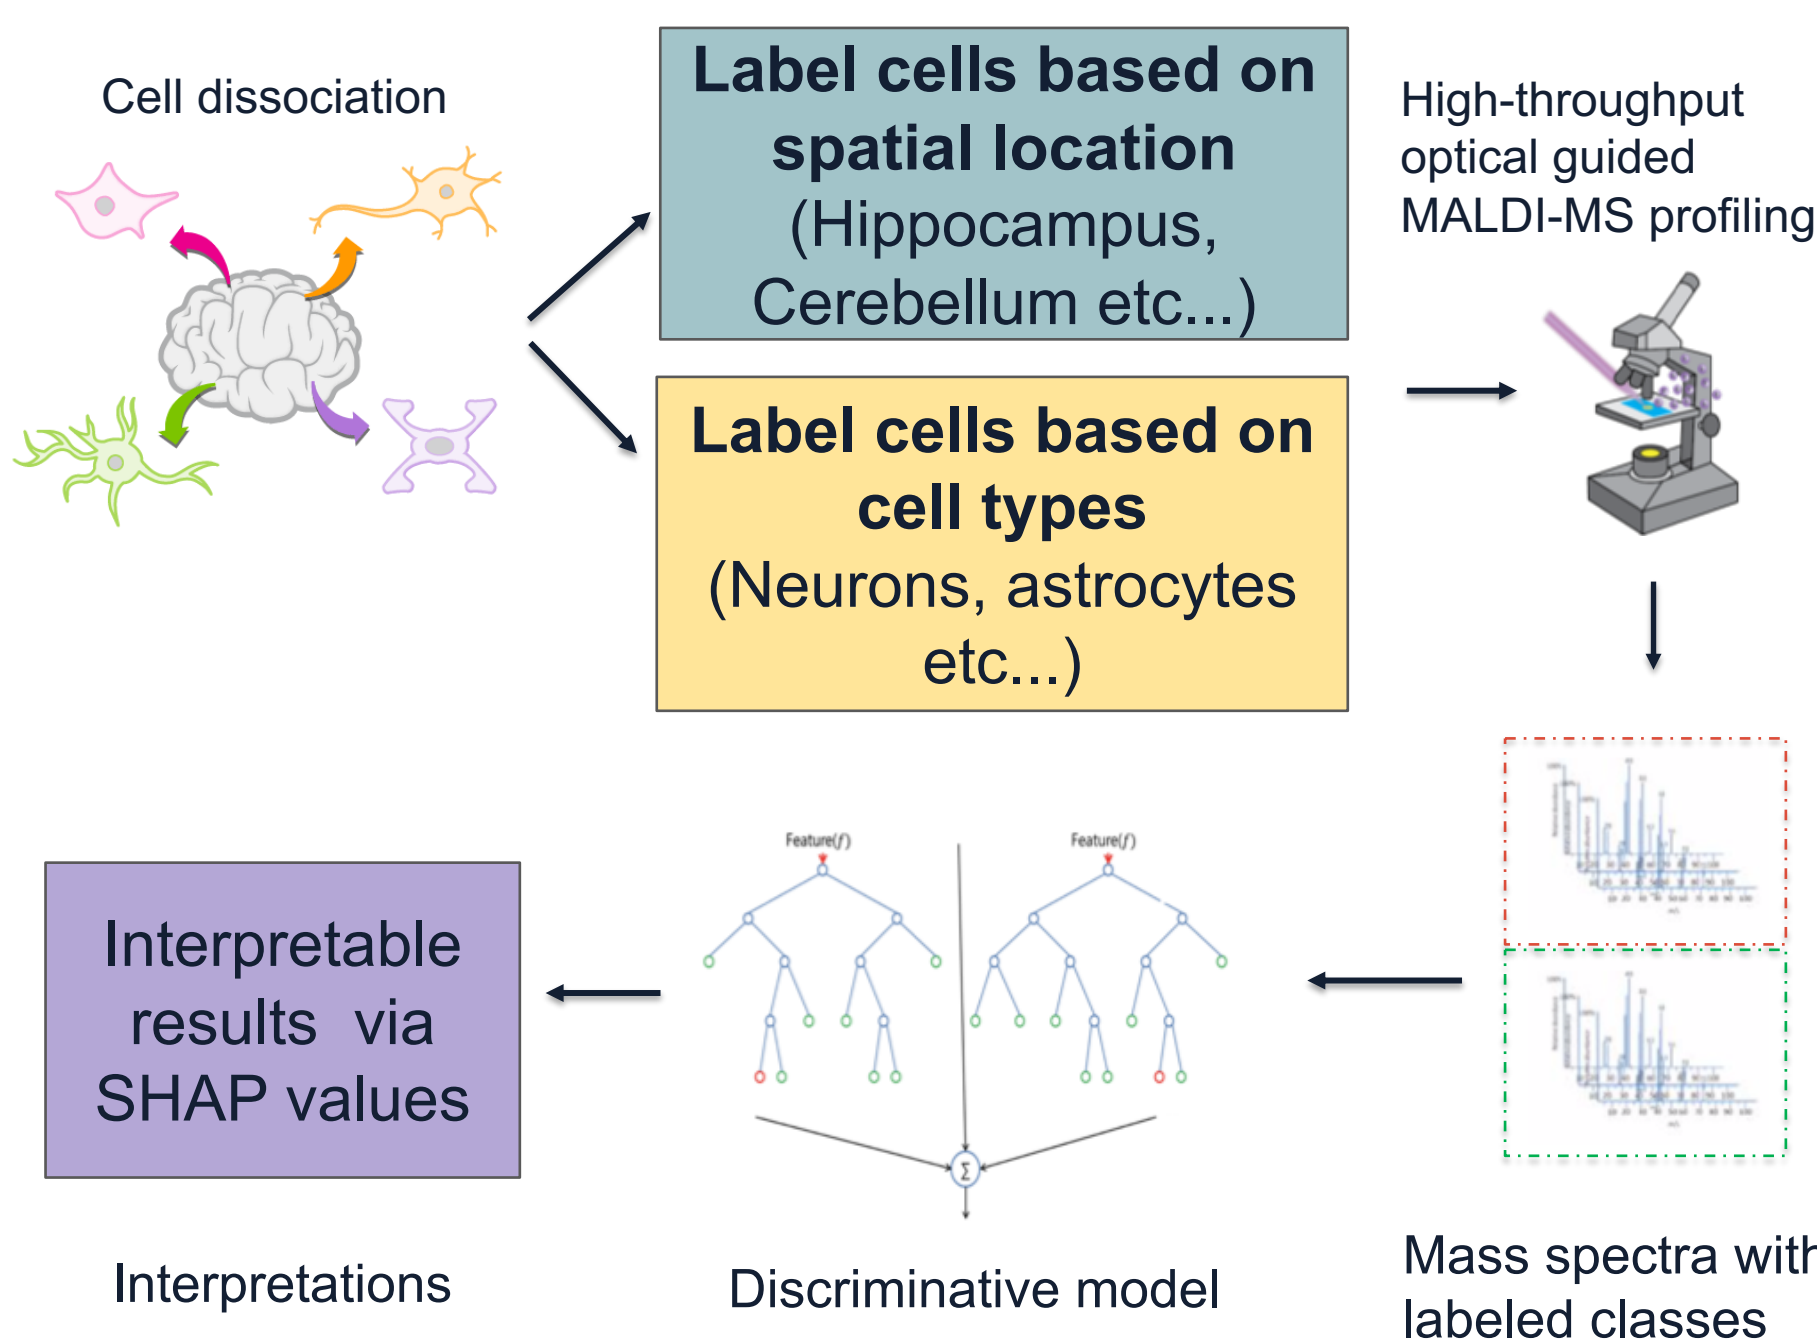 Cell dissociation
Label cells based on
spatial location
(Hippocampus,
Cerebellum etc...)
High-throughput
optical guided
MALDI-MS profiling
Label cells based on
cell types
(Neurons, astrocytes
etc...)
Interpretable
results via
SHAP values
Interpretations
Feature(f)
Feature(f)
Σ
Discriminative model
Mass spectra with
labeled classes